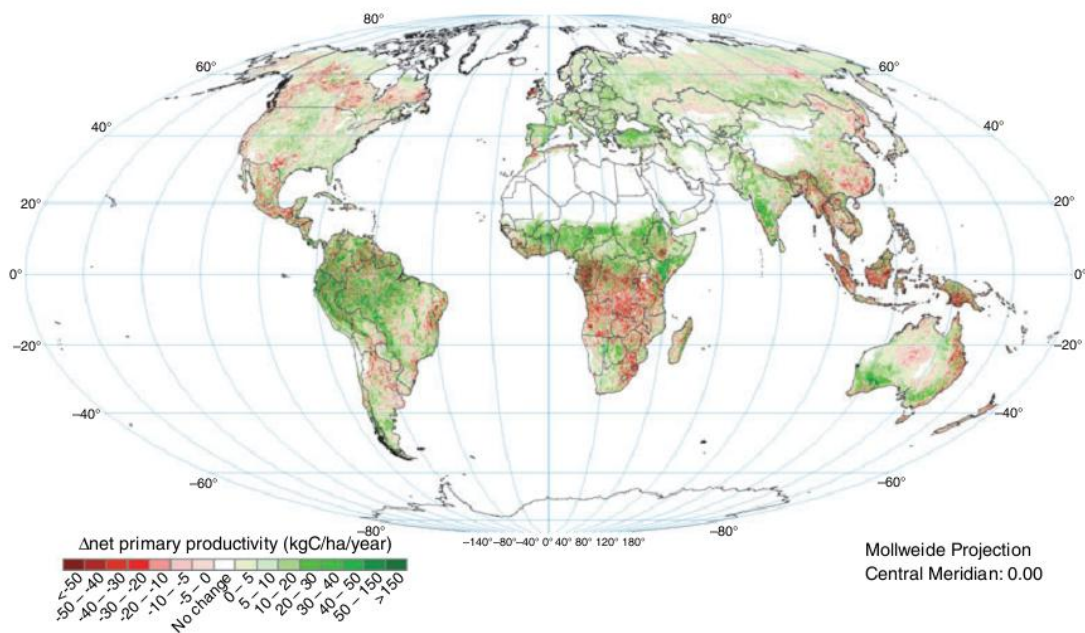 80° 80°
60° 60°
40° 40°
20° 20°
0° 0°
–20° –20°
–40° –40°
–60° –60°
–80° –140°–80°–40° 0° 40° 80° 120° 180° –80°
Δnet primary productivity (kgC/ha/year)
<-50
-50 – -40
-40 – -30
-30 – -20
-20 – -10
-10 – -5
-5 – 0
No change
0 – 5
5 – 10
10 – 20
20 – 30
30 – 40
40 – 50
50 – 150
> 150
Mollweide Projection
Central Meridian: 0.00